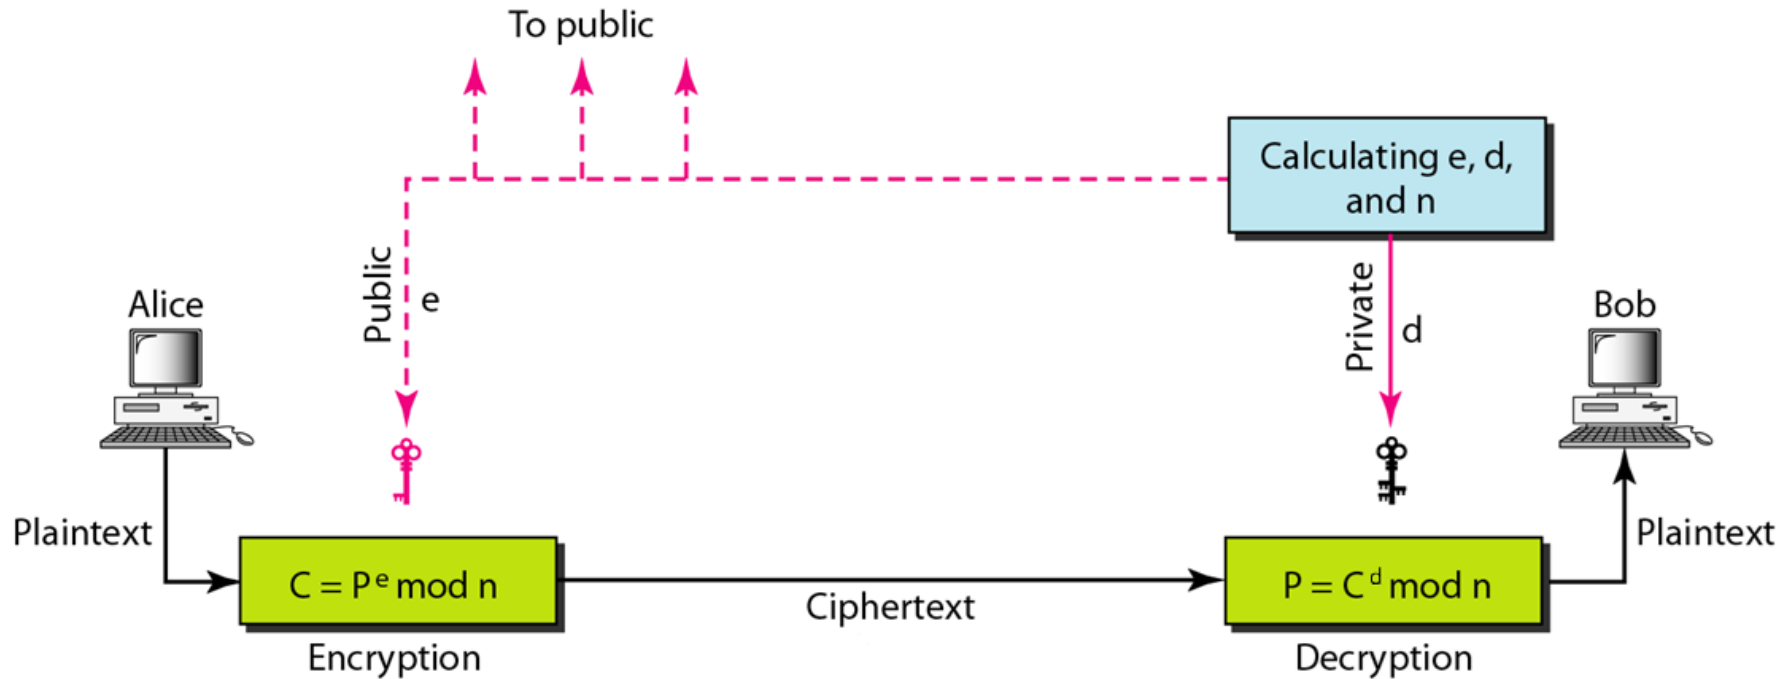 To public
Calculating e, d,
and n
Public
e
Private
d
Alice
Bob
Plaintext
C = Pᵉ mod n
Ciphertext
P = Cᵈ mod n
Plaintext
Encryption
Decryption